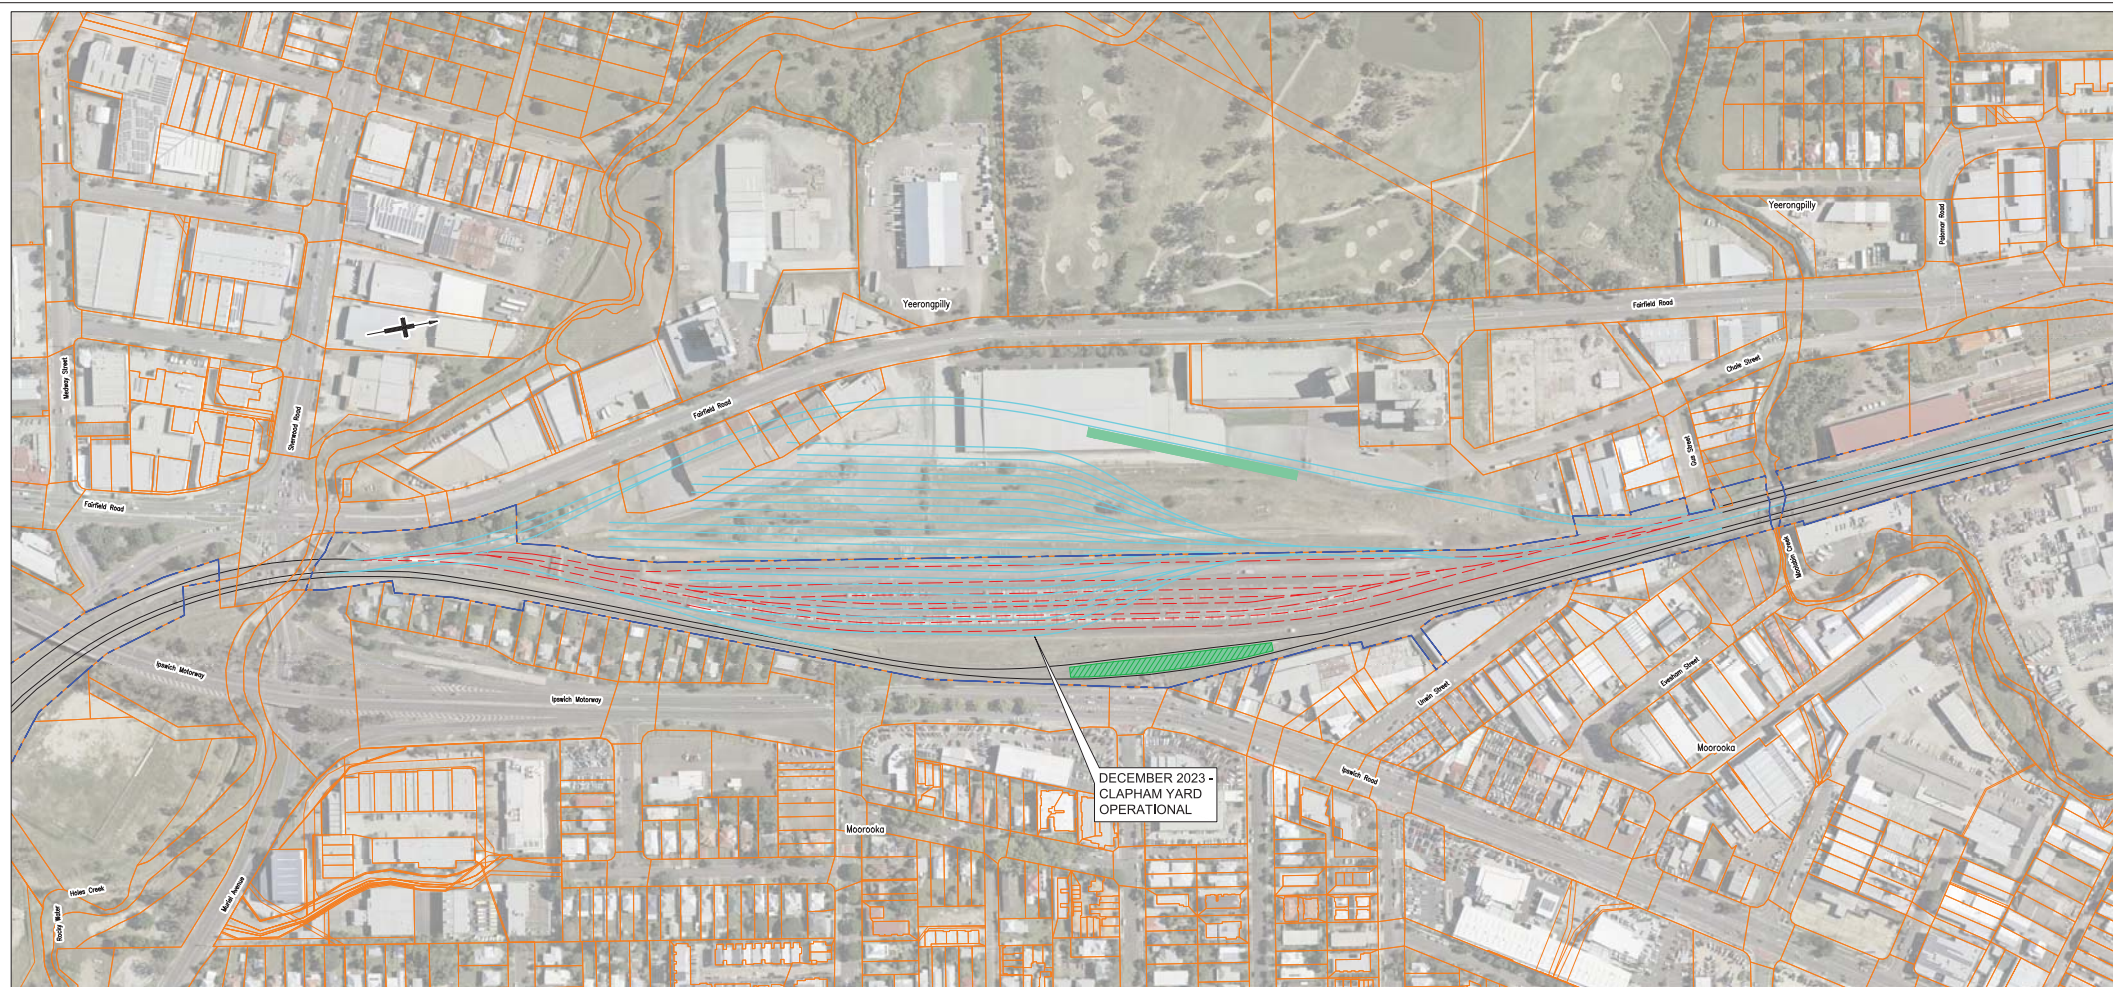 Yeerongpilly
Palomar Road
Yeerongpilly
Fairfield Road
Medway Street
Chale Street
Sherwood Road
Fairfield Road
Gun Street
Fairfield Road
Moolabin Creek
Ipswich Motorway
Ipswich Motorway
Evesham Street
Unwin Street
Moorooka
Ipswich Road
DECEMBER 2023 -
CLAPHAM YARD
OPERATIONAL
Moorooka
Muriel Avenue
Holes Creek
Rocky Water